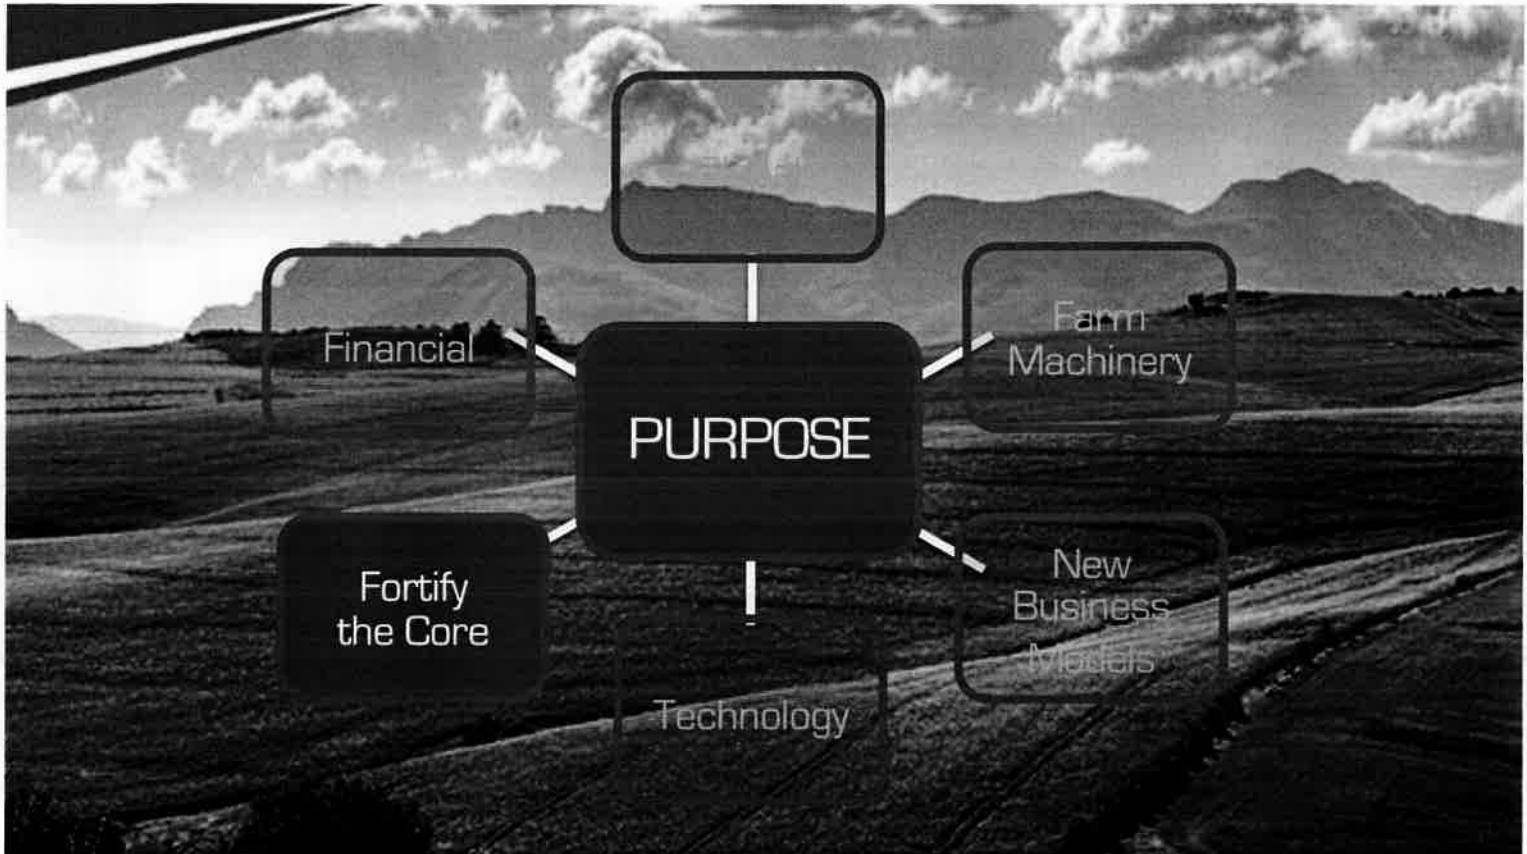 Financial
Farm
Machinery
PURPOSE
Fortify
the Core
New
Business
Models
Technology